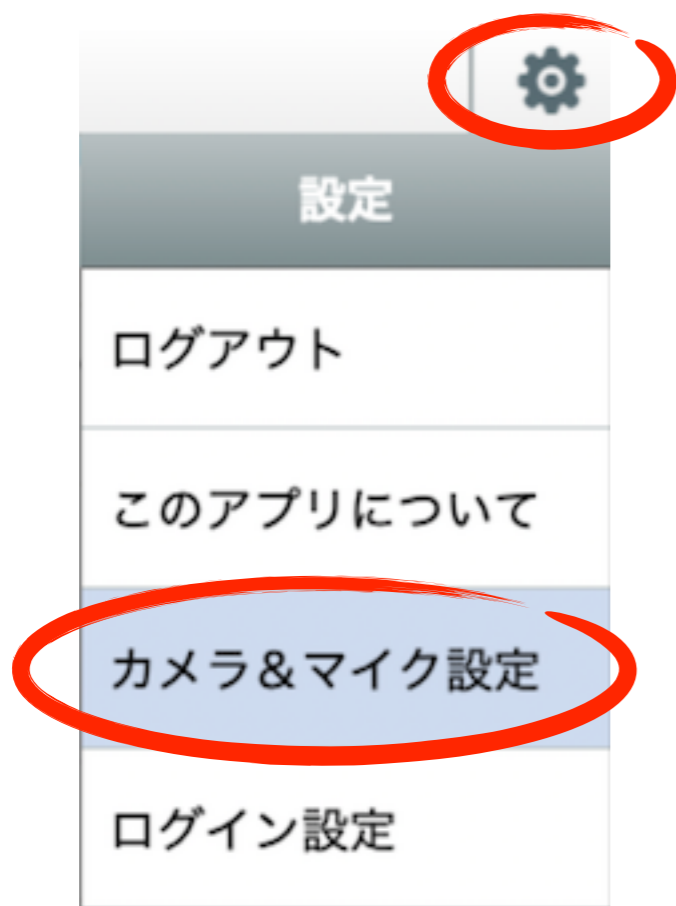 設定
ログアウト
このアプリについて
カメラ&マイク設定
ログイン設定